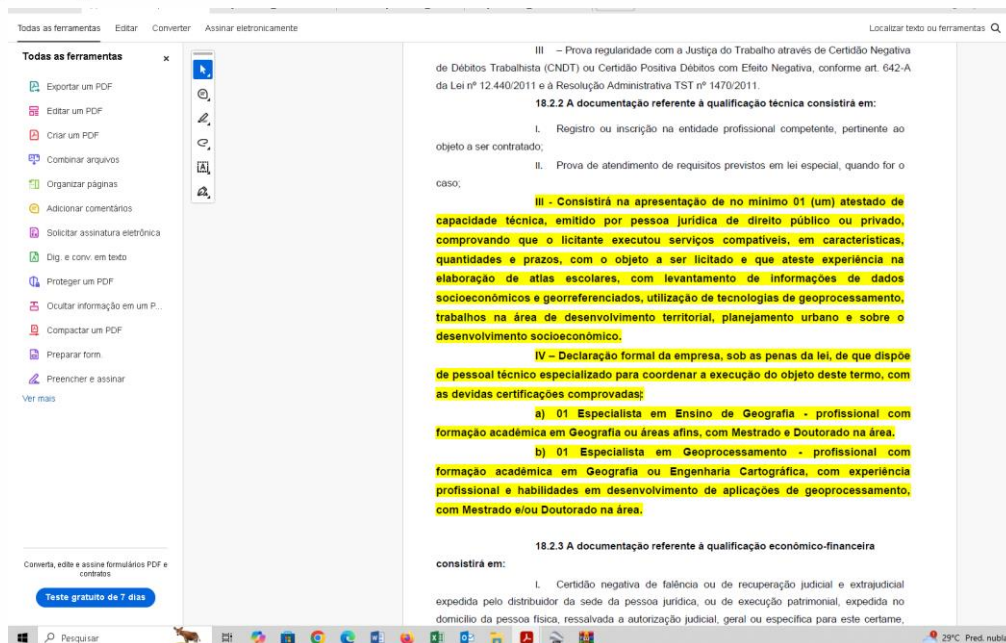 Todas as ferramentas Editar Converter Assinar eletronicamente
Localizar texto ou ferramentas
Todas as ferramentas x
Exportar um PDF
Editar um PDF
Criar um PDF
Combinar arquivos
Organizar páginas
Adicionar comentários
Solicitar assinatura eletrônica
Dig. e conv. em texto
Proteger um PDF
Ocultar informação em um P...
Compactar um PDF
Preparar form.
Preencher e assinar
Ver mais
Converta, edite e assine formulários PDF e
contratos
Teste gratuito de 7 dias
III – Prova regularidade com a Justiça do Trabalho através de Certidão Negativa
de Débitos Trabalhista (CNDT) ou Certidão Positiva Débitos com Efeito Negativa, conforme art. 642-A
da Lei nº 12.440/2011 e à Resolução Administrativa TST nº 1470/2011.
18.2.2 A documentação referente à qualificação técnica consistirá em:
I. Registro ou inscrição na entidade profissional competente, pertinente ao
objeto a ser contratado;
II. Prova de atendimento de requisitos previstos em lei especial, quando for o
caso;
III - Consistirá na apresentação de no mínimo 01 (um) atestado de
capacidade técnica, emitido por pessoa jurídica de direito público ou privado,
comprovando que o licitante executou serviços compatíveis, em características,
quantidades e prazos, com o objeto a ser licitado e que ateste experiência na
elaboração de atlas escolares, com levantamento de informações de dados
socioeconômicos e georreferenciados, utilização de tecnologias de geoprocessamento,
trabalhos na área de desenvolvimento territorial, planejamento urbano e sobre o
desenvolvimento socioeconômico.
IV – Declaração formal da empresa, sob as penas da lei, de que dispõe
de pessoal técnico especializado para coordenar a execução do objeto deste termo, com
as devidas certificações comprovadas:
a) 01 Especialista em Ensino de Geografia - profissional com
formação acadêmica em Geografia ou áreas afins, com Mestrado e Doutorado na área.
b) 01 Especialista em Geoprocessamento - profissional com
formação acadêmica em Geografia ou Engenharia Cartográfica, com experiência
profissional e habilidades em desenvolvimento de aplicações de geoprocessamento,
com Mestrado e/ou Doutorado na área.
18.2.3 A documentação referente à qualificação econômico-financeira
consistirá em:
I. Certidão negativa de falência ou de recuperação judicial e extrajudicial
expedida pelo distribuidor da sede da pessoa jurídica, ou de execução patrimonial, expedida no
domicílio da pessoa física, ressalvada a autorização judicial, geral ou específica para este certame,
Pesquisar
29°C Pred. nubl